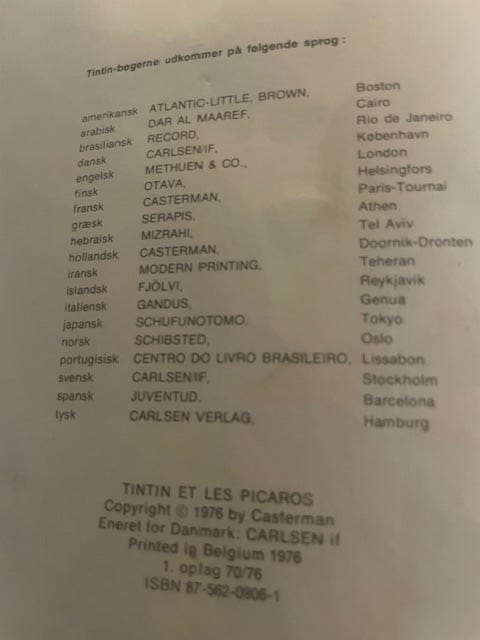 Tintin-bøgerne udkommer på følgende sprog:
amerikansk ATLANTIC-LITTLE, BROWN, Boston
arabisk DAR AL MAAREF, Cairo
brasiliansk RECORD, Rio de Janeiro
dansk CARLSEN/IF, København
engelsk METHUEN & CO., London
finsk OTAVA, Helsingfors
fransk CASTERMAN, Paris-Tournai
græsk SERAPIS, Athen
hebraisk MIZRAHI, Tel Aviv
hollandsk CASTERMAN, Doornik-Dronten
iransk MODERN PRINTING, Teheran
islandsk FJÖLVI, Reykjavik
italiensk GANDUS, Genua
japansk SCHUFUNOTOMO, Tokyo
norsk SCHIBSTED, Oslo
portugisisk CENTRO DO LIVRO BRASILEIRO, Lissabon
svensk CARLSEN/IF, Stockholm
spansk JUVENTUD. Barcelona
tysk CARLSEN VERLAG, Hamburg
TINTIN ET LES PICAROS
Copyright © 1976 by Casterman
Eneret for Danmark: CARLSEN if
Printed in Belgium 1976
1. oplag 70/76
ISBN 87-562-0906-1